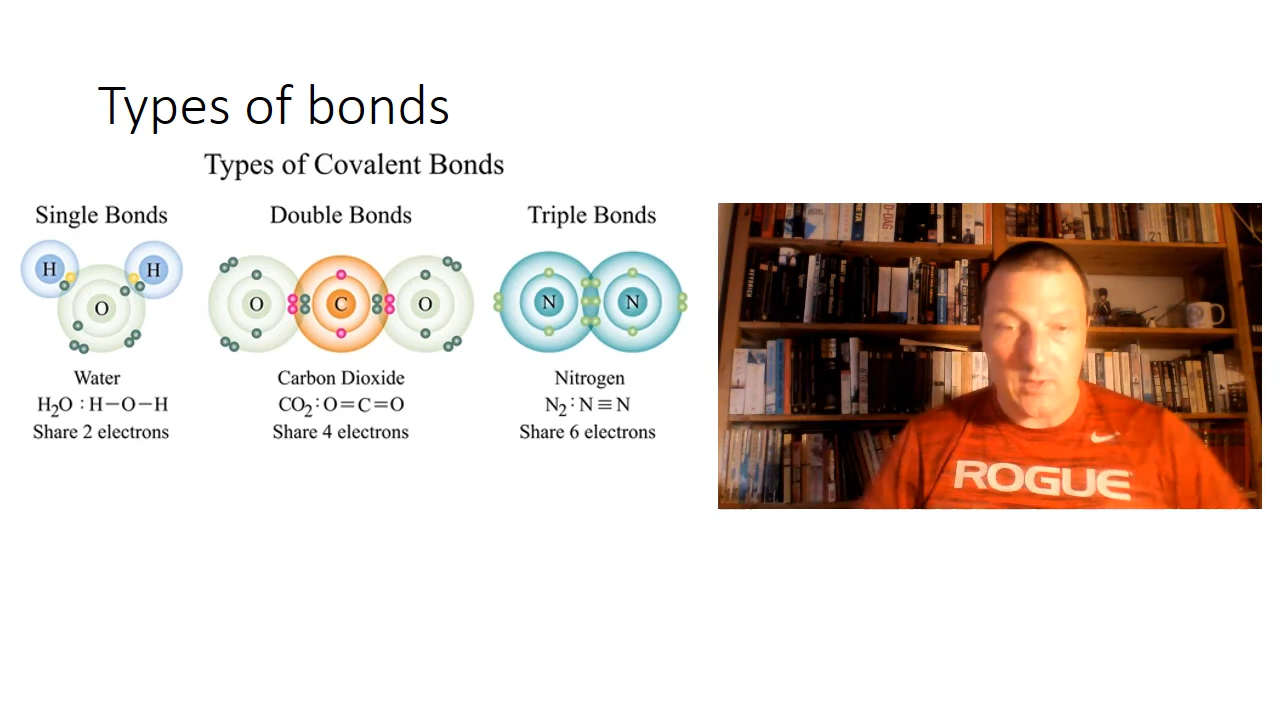 Types of bonds
Types of Covalent Bonds
Single Bonds
Double Bonds
Triple Bonds
H
H
O
O
C
O
N
N
Water
H₂O : H–O–H
Share 2 electrons
Carbon Dioxide
CO₂ : O=C=O
Share 4 electrons
Nitrogen
N₂ : N≡N
Share 6 electrons
D-DAG
ROGUE